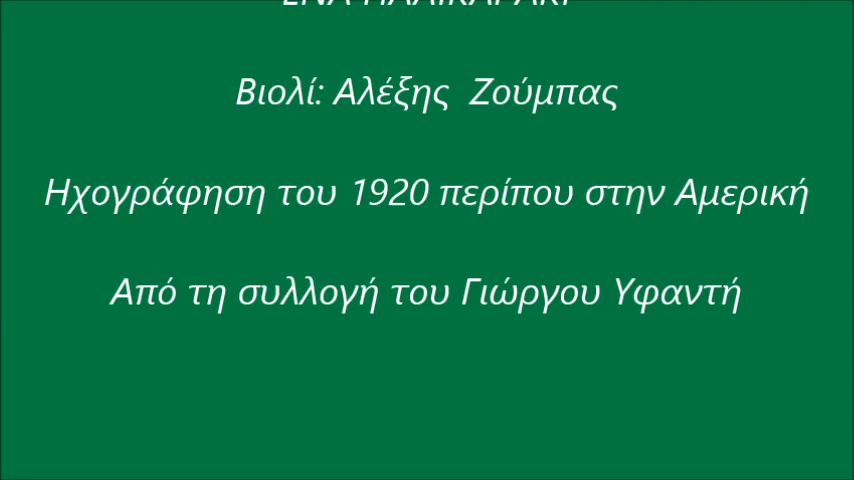 Βιολί: Αλέξης Ζούμπας
Ηχογράφηση του 1920 περίπου στην Αμερική
Από τη συλλογή του Γιώργου Υφαντή